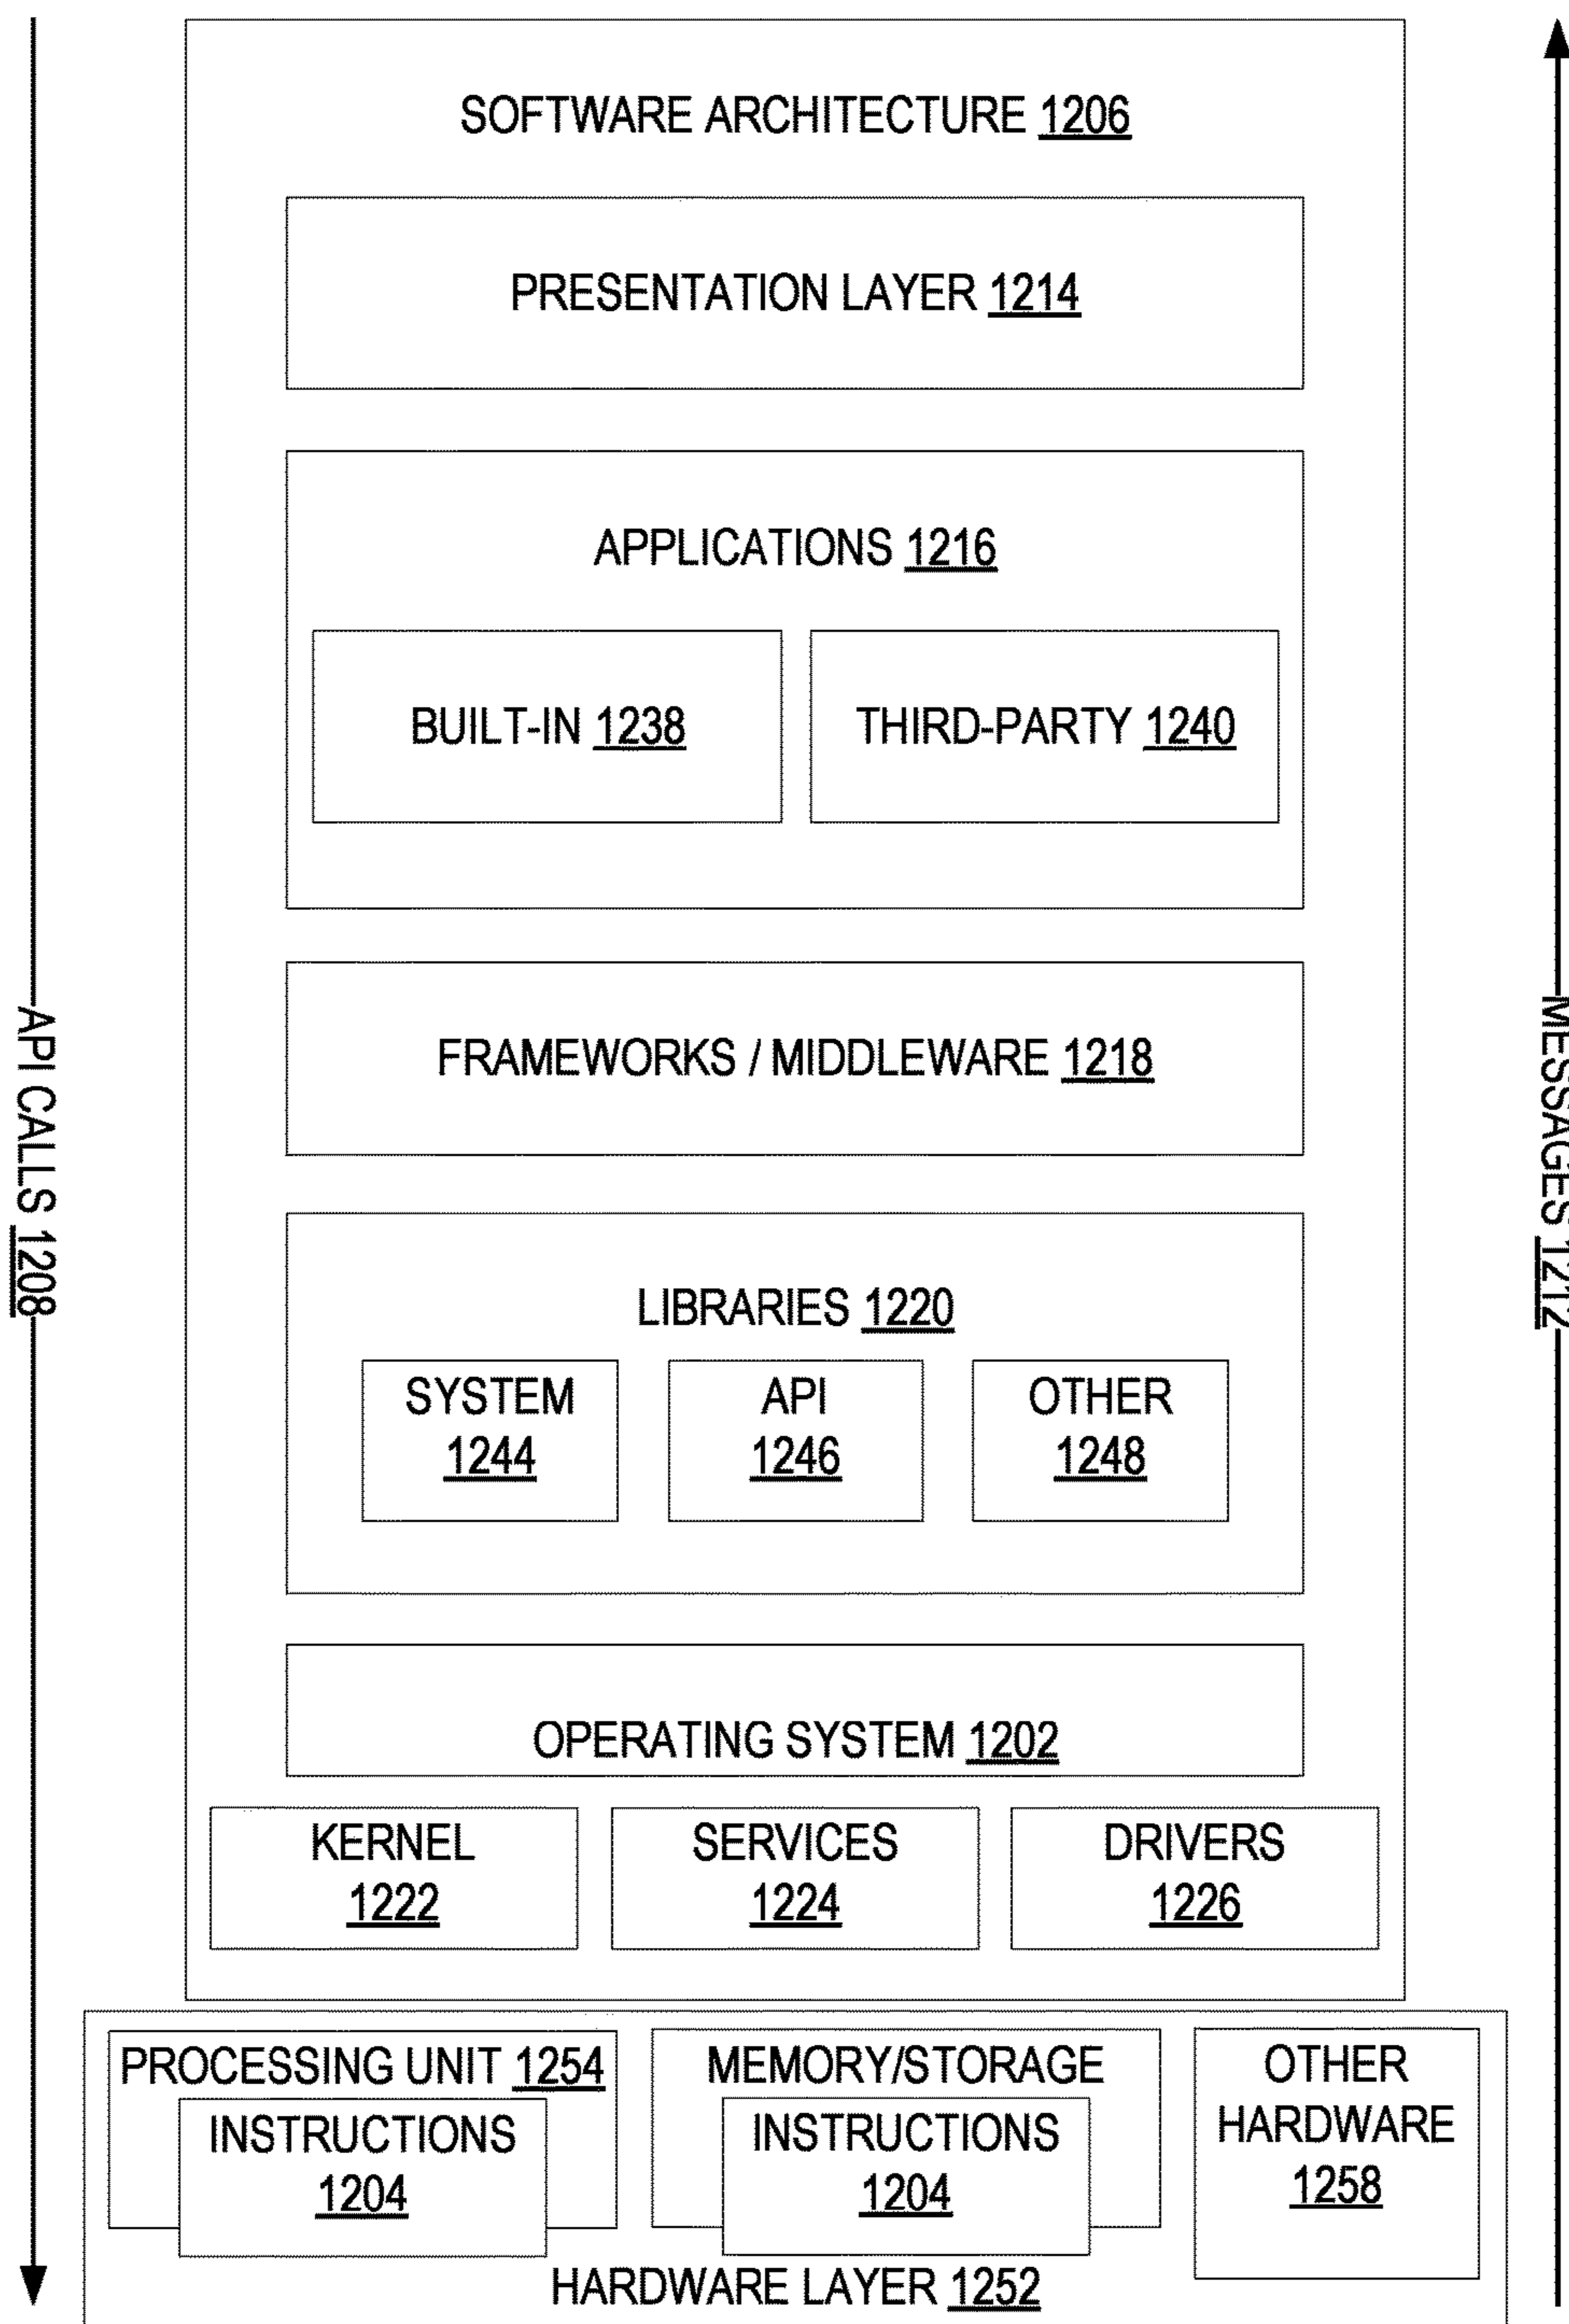 SOFTWARE ARCHITECTURE 1206
PRESENTATION LAYER 1214
APPLICATIONS 1216
BUILT-IN 1238
THIRD-PARTY 1240
FRAMEWORKS / MIDDLEWARE 1218
API CALLS 1208
MESSAGES 1212
LIBRARIES 1220
SYSTEM
1244
API
1246
OTHER
1248
OPERATING SYSTEM 1202
KERNEL
1222
SERVICES
1224
DRIVERS
1226
PROCESSING UNIT 1254
INSTRUCTIONS
1204
MEMORY/STORAGE
INSTRUCTIONS
1204
OTHER
HARDWARE
1258
HARDWARE LAYER 1252